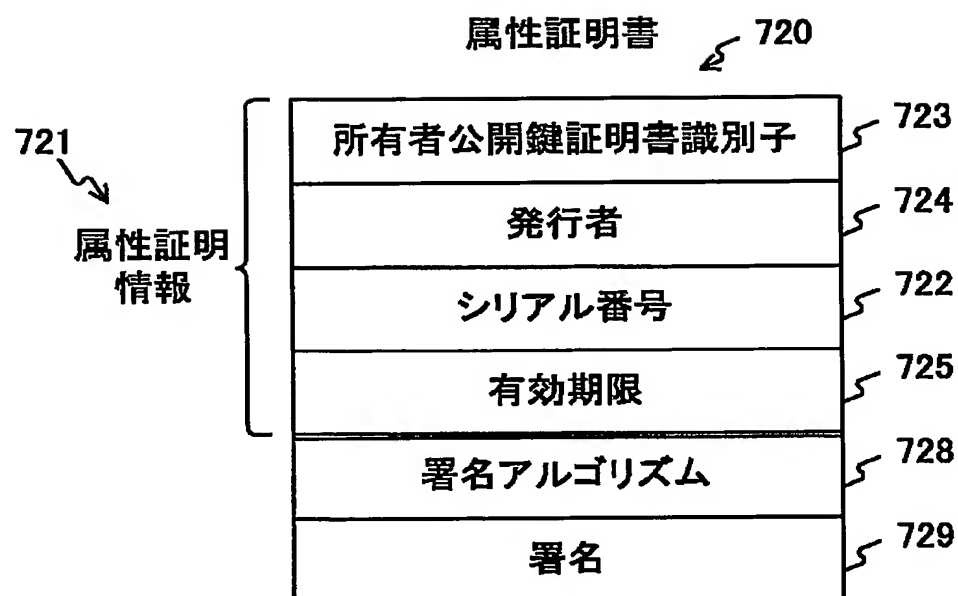 属性証明書 720
721
属性証明
情報
所有者公開鍵証明書識別子 723
発行者 724
シリアル番号 722
有効期限 725
署名アルゴリズム 728
署名 729